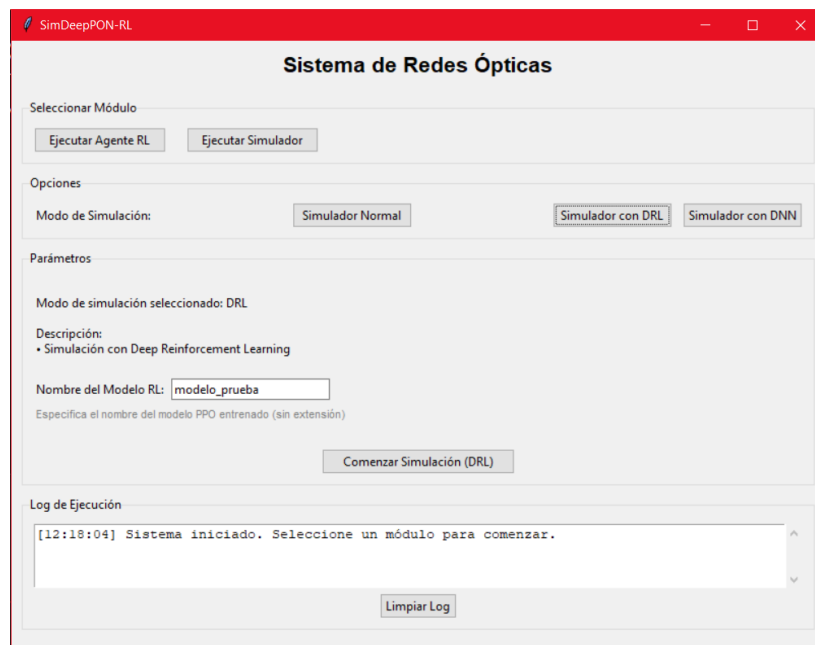 SimDeepPON-RL
Sistema de Redes Ópticas
Seleccionar Módulo
Ejecutar Agente RL Ejecutar Simulador
Opciones
Modo de Simulación: Simulador Normal Simulador con DRL Simulador con DNN
Parámetros
Modo de simulación seleccionado: DRL
Descripción:
• Simulación con Deep Reinforcement Learning
Nombre del Modelo RL: modelo_prueba
Especifica el nombre del modelo PPO entrenado (sin extensión)
Comenzar Simulación (DRL)
Log de Ejecución
[12:18:04] Sistema iniciado. Seleccione un módulo para comenzar.
Limpiar Log